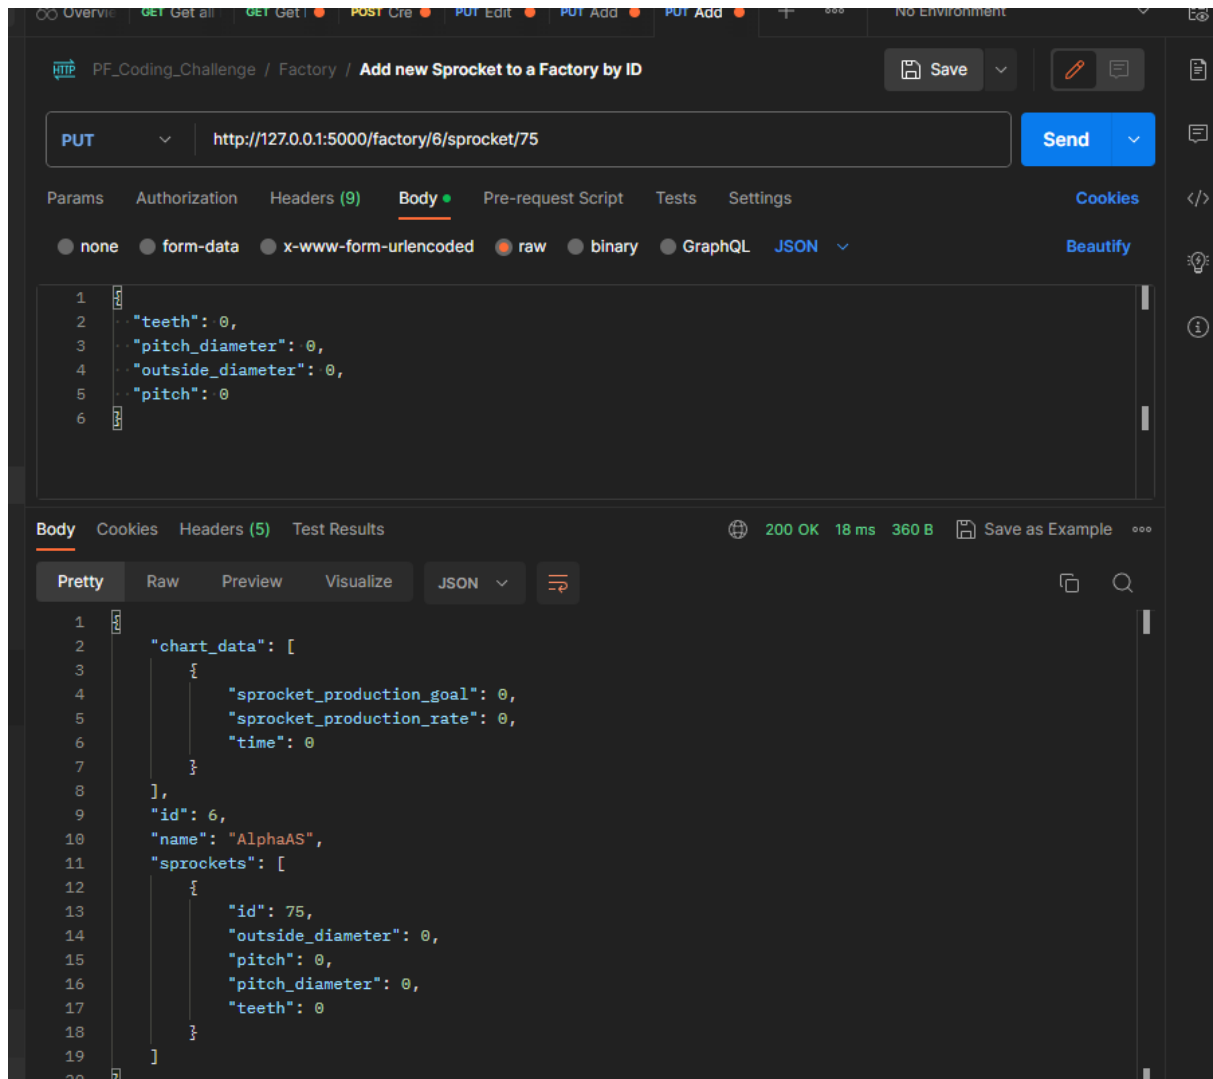 Overvie GET Get all GET Get POST Cre PUT Edit PUT Add PUT Add + No Environment
HTTP PF_Coding_Challenge / Factory / Add new Sprocket to a Factory by ID Save
PUT http://127.0.0.1:5000/factory/6/sprocket/75 Send
Params Authorization Headers (9) Body Pre-request Script Tests Settings Cookies
none form-data x-www-form-urlencoded raw binary GraphQL JSON Beautify
1 {
2 "teeth": 0,
3 "pitch_diameter": 0,
4 "outside_diameter": 0,
5 "pitch": 0
6 }
Body Cookies Headers (5) Test Results 200 OK 18 ms 360 B Save as Example
Pretty Raw Preview Visualize JSON
1 {
2 "chart_data": [
3 {
4 "sprocket_production_goal": 0,
5 "sprocket_production_rate": 0,
6 "time": 0
7 }
8 ],
9 "id": 6,
10 "name": "AlphaAS",
11 "sprockets": [
12 {
13 "id": 75,
14 "outside_diameter": 0,
15 "pitch": 0,
16 "pitch_diameter": 0,
17 "teeth": 0
18 }
19 ]
20 }